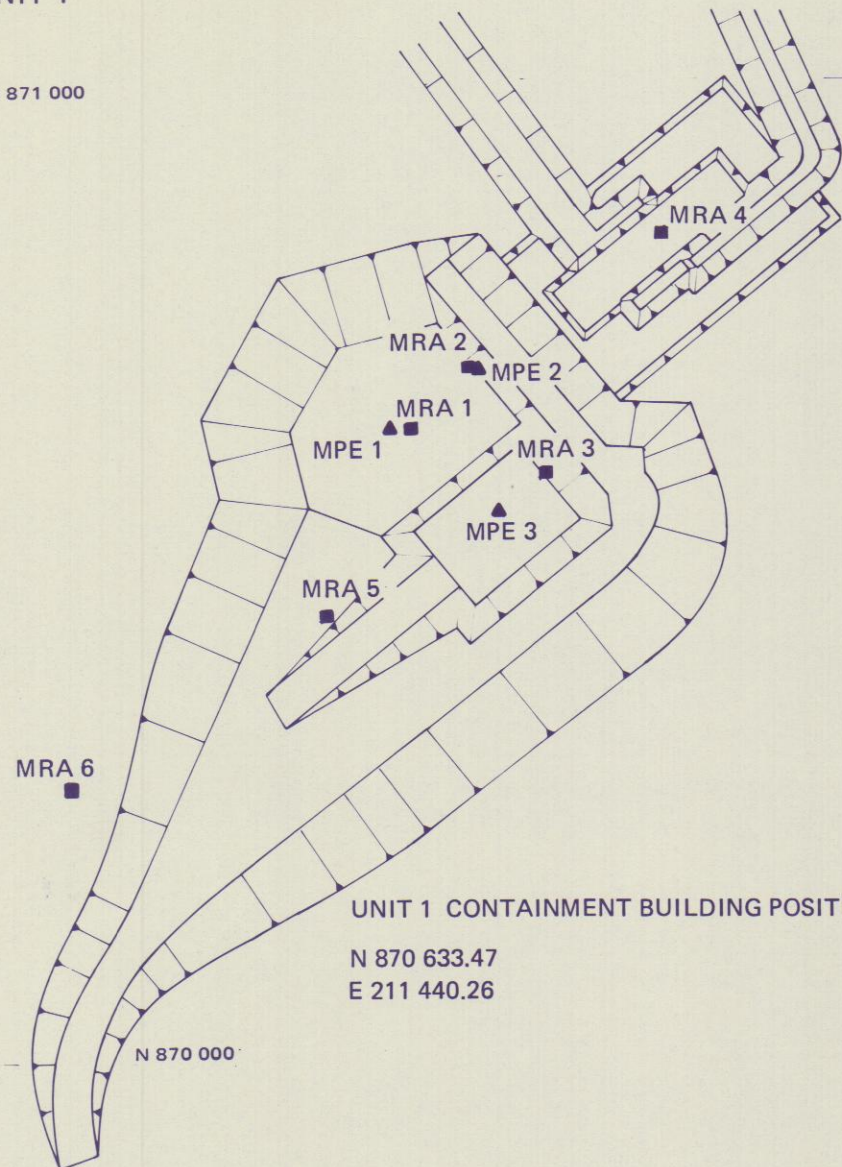 871 000
MRA 4
MRA 2
MPE 2
MRA 1
MPE 1
MRA 3
MPE 3
MRA 5
MRA 6
UNIT 1 CONTAINMENT BUILDING POSIT
N 870 633.47
E 211 440.26
N 870 000